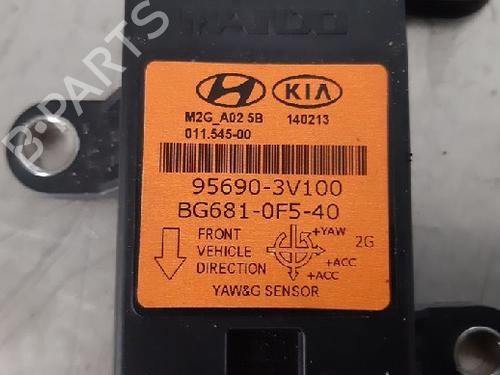 MANDO
HYUNDAI KIA
M2G_A02 5B 140213
011.545-00
95690-3V100
BG681-0F5-40
FRONT
VEHICLE
DIRECTION
+YAW
2G
+ACC
+ACC
YAW&G SENSOR